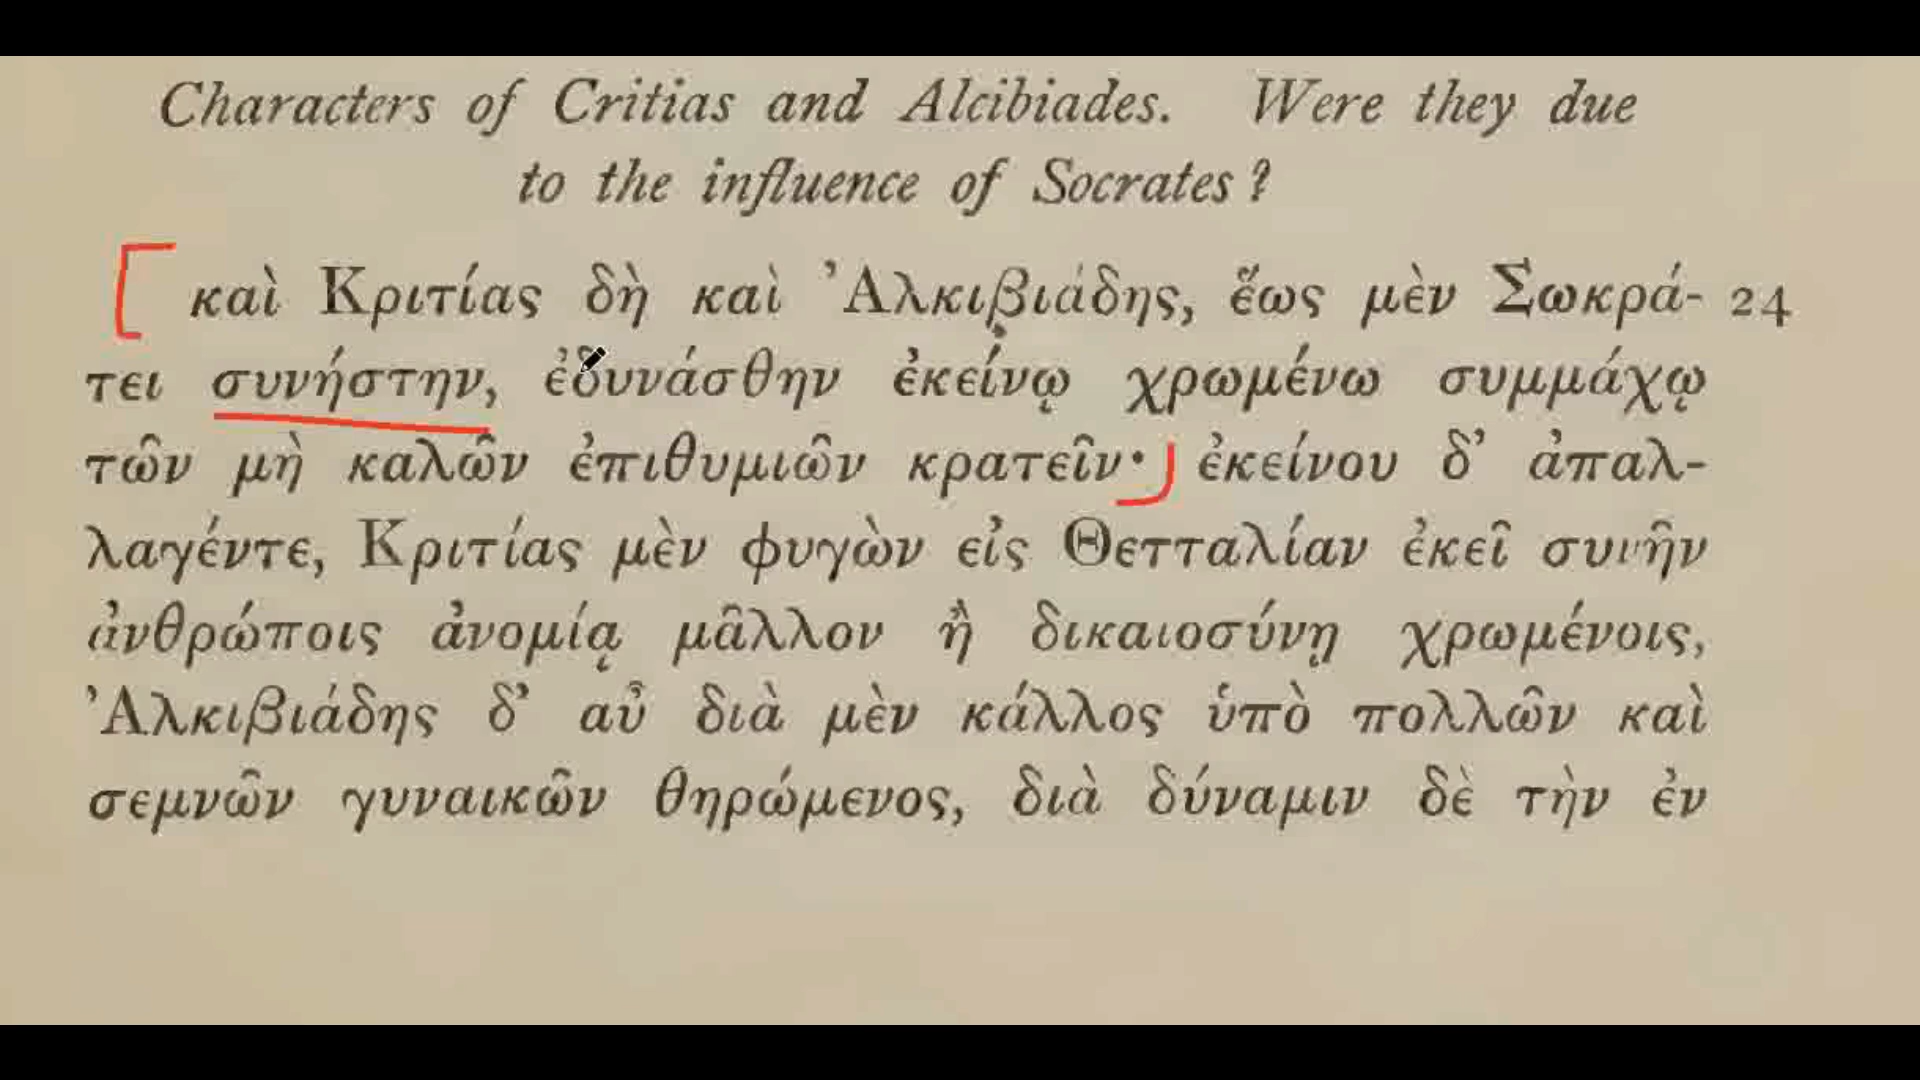 Characters of Critias and Alcibiades. Were they due
to the influence of Socrates?
καὶ Κριτίας δὴ καὶ Ἀλκιβιάδης, ἕως μὲν Σωκρά- 24
τει συνήστην, ἐδυνάσθην ἐκείνῳ χρωμένω συμμάχῳ
τῶν μὴ καλῶν ἐπιθυμιῶν κρατεῖν· ἐκείνου δ’ ἀπαλ-
λαγέντε, Κριτίας μὲν φυγὼν εἰς Θετταλίαν ἐκεῖ συνῆν
ἀνθρώποις ἀνομίᾳ μᾶλλον ἢ δικαιοσύνῃ χρωμένοις,
Ἀλκιβιάδης δ’ αὖ διὰ μὲν κάλλος ὑπὸ πολλῶν καὶ
σεμνῶν γυναικῶν θηρώμενος, διὰ δύναμιν δὲ τὴν ἐν